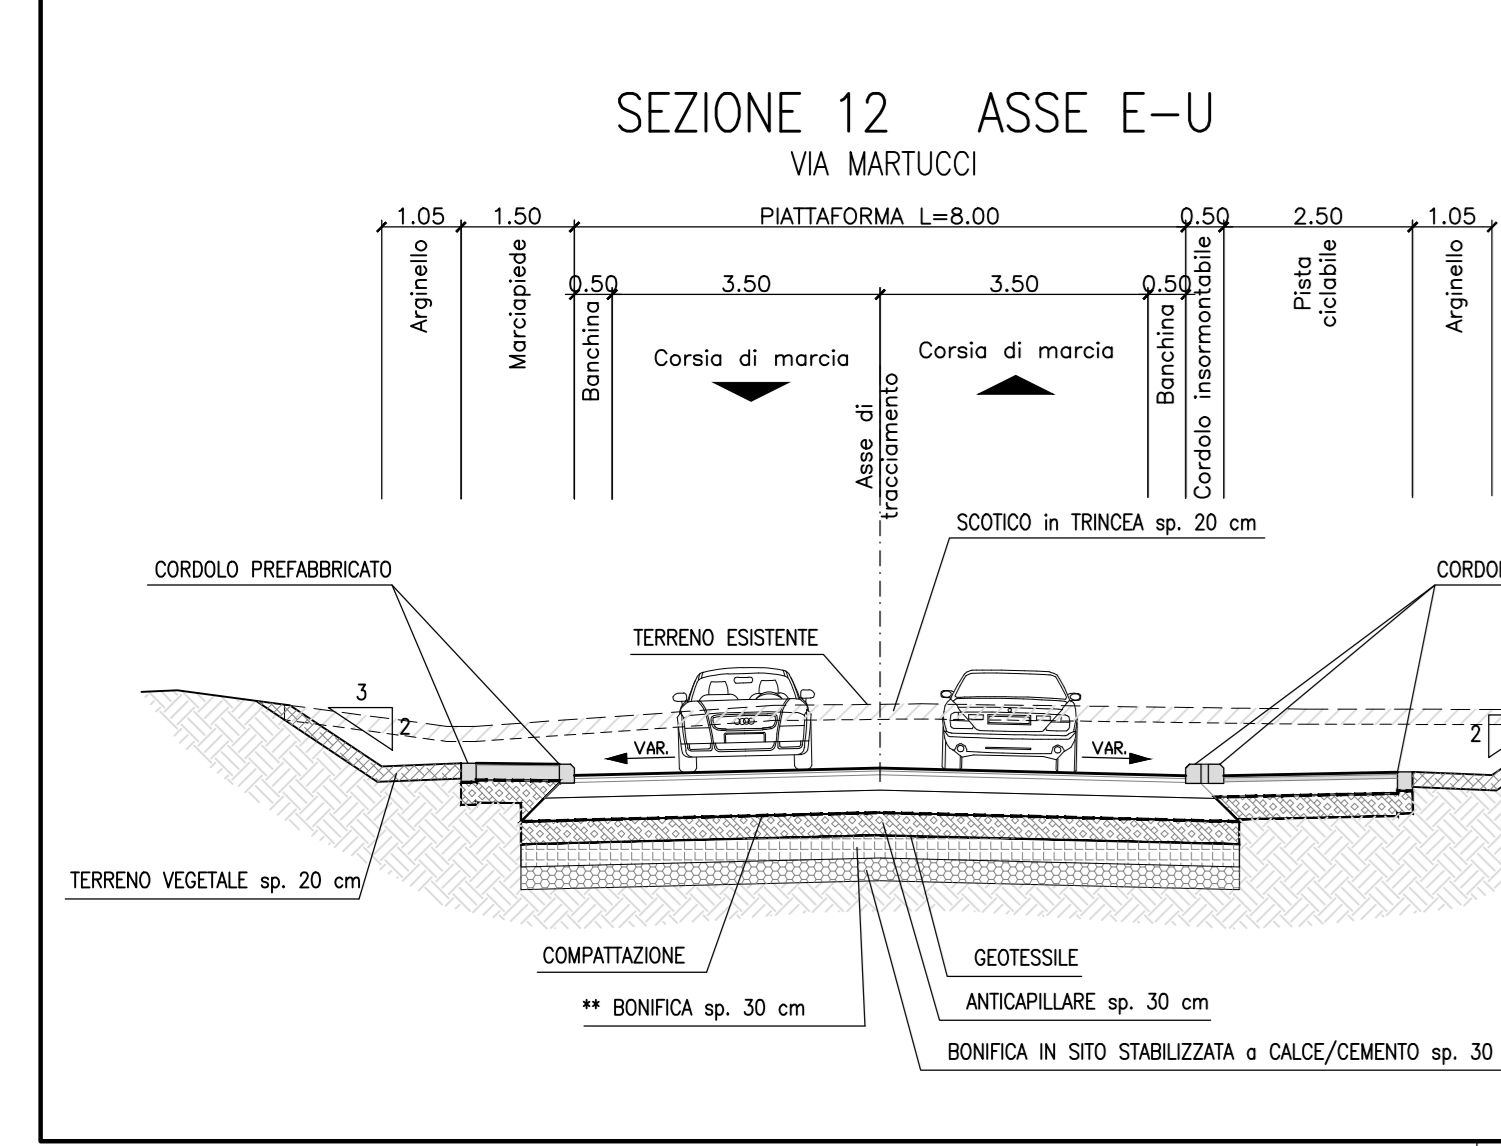 SEZIONE 12 ASSE E-U
VIA MARTUCCI
1.05
1.50
PIATTAFORMA L=8.00
0.50
2.50
1.05
Arginello
Marciapiede
0.50
3.50
3.50
0.50
Cordolo insormontabile
Pista
ciclabile
Arginello
Banchina
Corsia di marcia
Corsia di marcia
Banchina
Asse di
tracciamento
SCOTICO in TRINCEA sp. 20 cm
CORDOLO PREFABBRICATO
TERRENO ESISTENTE
3
2
VAR.
VAR.
2
TERRENO VEGETALE sp. 20 cm
COMPATTAZIONE
GEOTESSILE
** BONIFICA sp. 30 cm
ANTICAPILLARE sp. 30 cm
BONIFICA IN SITO STABILIZZATA a CALCE/CEMENTO sp. 30